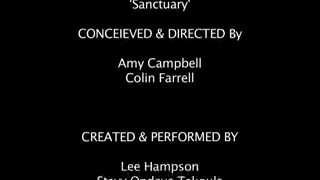 'Sanctuary'
CONCEIEVED & DIRECTED By
Amy Campbell
Colin Farrell
CREATED & PERFORMED BY
Lee Hampson